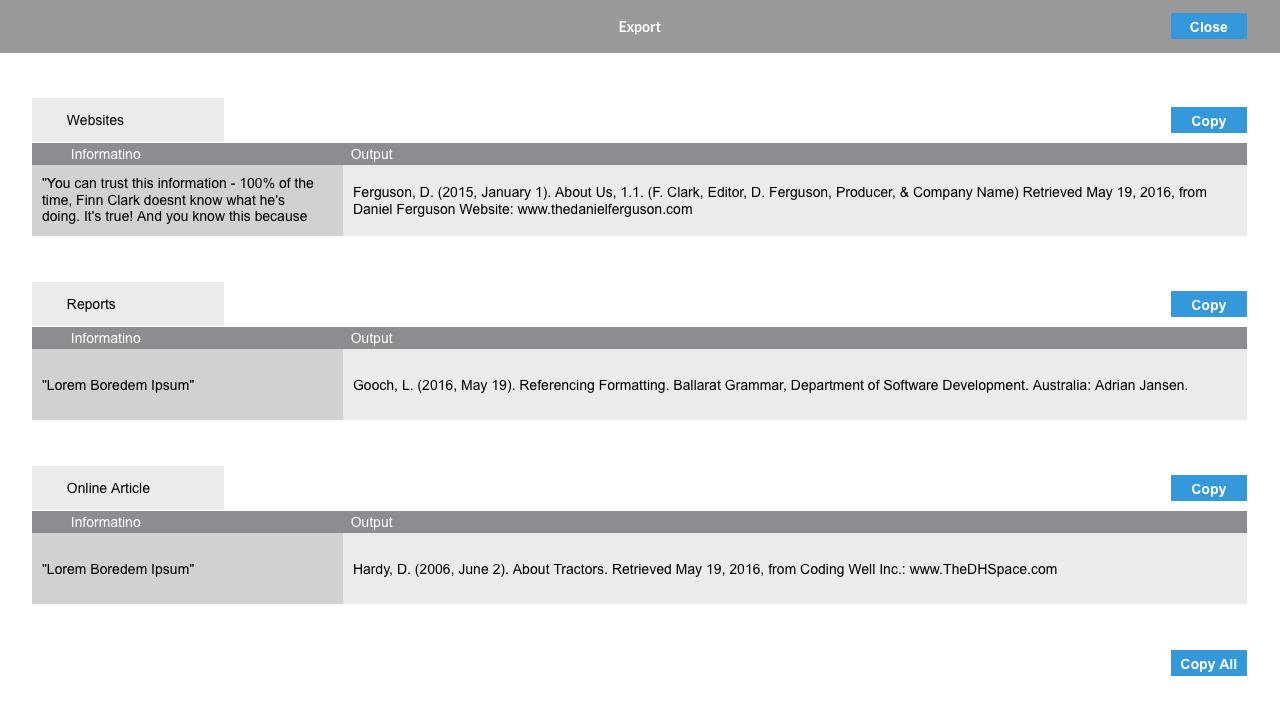 Export
Close
Websites
Copy
Informatino Output
"You can trust this information - 100% of the
time, Finn Clark doesnt know what he's
doing. It's true! And you know this because
Ferguson, D. (2015, January 1). About Us, 1.1. (F. Clark, Editor, D. Ferguson, Producer, & Company Name) Retrieved May 19, 2016, from
Daniel Ferguson Website: www.thedanielferguson.com
Reports
Copy
Informatino Output
"Lorem Boredem Ipsum"
Gooch, L. (2016, May 19). Referencing Formatting. Ballarat Grammar, Department of Software Development. Australia: Adrian Jansen.
Online Article
Copy
Informatino Output
"Lorem Boredem Ipsum"
Hardy, D. (2006, June 2). About Tractors. Retrieved May 19, 2016, from Coding Well Inc.: www.TheDHSpace.com
Copy All